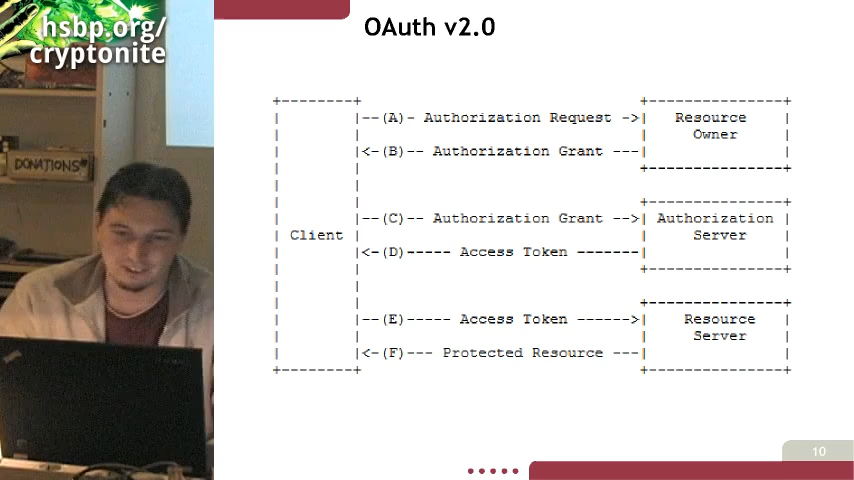 hsbp.org/
cryptonite
DONATIONS
OAuth v2.0
+--------+                               +---------------+
|        |--(A)- Authorization Request ->|   Resource    |
|        |                               |     Owner     |
|        |<-(B)-- Authorization Grant ---|               |
|        |                               +---------------+
|        |
|        |                               +---------------+
|        |--(C)-- Authorization Grant -->| Authorization |
| Client |                               |     Server    |
|        |<-(D)----- Access Token -------|               |
|        |                               +---------------+
|        |
|        |                               +---------------+
|        |--(E)----- Access Token ------>|    Resource   |
|        |                               |     Server    |
|        |<-(F)--- Protected Resource ---|               |
+--------+                               +---------------+
10